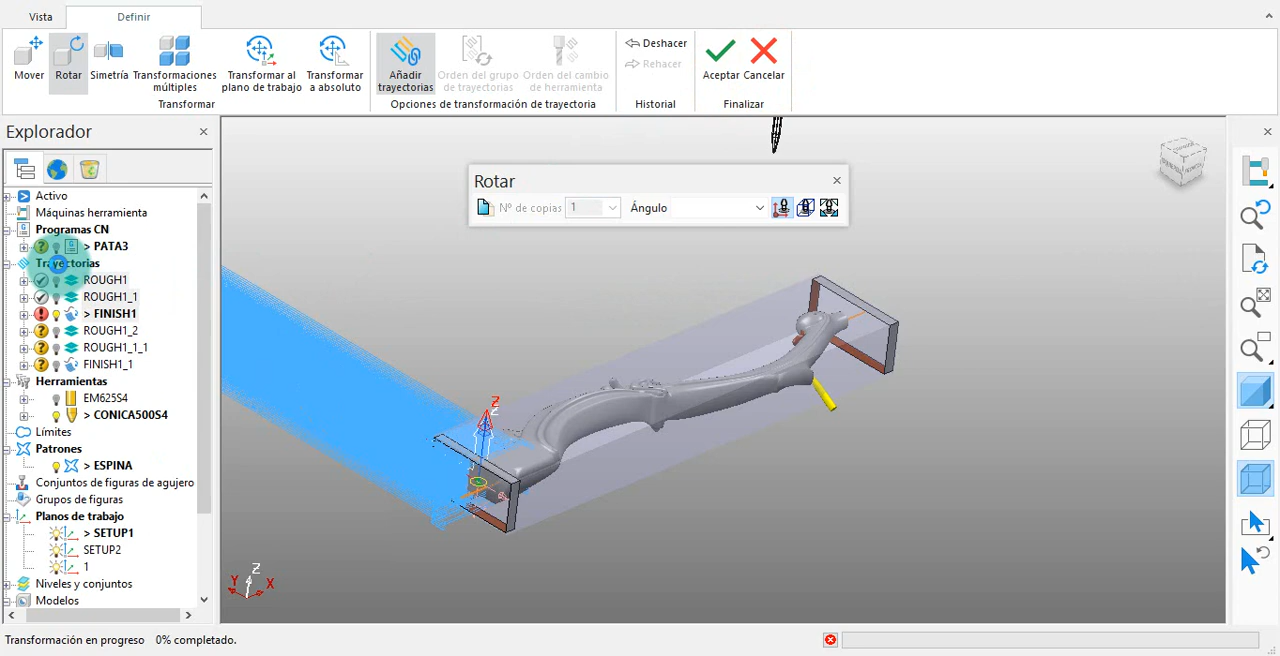 Vista
Definir
Mover
Rotar
Simetría
Transformaciones múltiples
Transformar al plano de trabajo
Transformar a absoluto
Transformar
Añadir trayectorias
Orden del grupo de trayectorias
Orden del cambio de herramienta
Opciones de transformación de trayectoria
Deshacer
Rehacer
Historial
Aceptar
Cancelar
Finalizar
Explorador
Activo
Máquinas herramienta
Programas CN
> PATA3
Trayectorias
ROUGH1
ROUGH1_1
> FINISH1
ROUGH1_2
ROUGH1_1_1
FINISH1_1
Herramientas
EM625S4
> CONICA500S4
Límites
Patrones
> ESPINA
Conjuntos de figuras de agujero
Grupos de figuras
Planos de trabajo
> SETUP1
SETUP2
1
Niveles y conjuntos
Modelos
Rotar
Nº de copias
1
Ángulo
Z
Z
Z
Y
X
Transformación en progreso 0% completado.